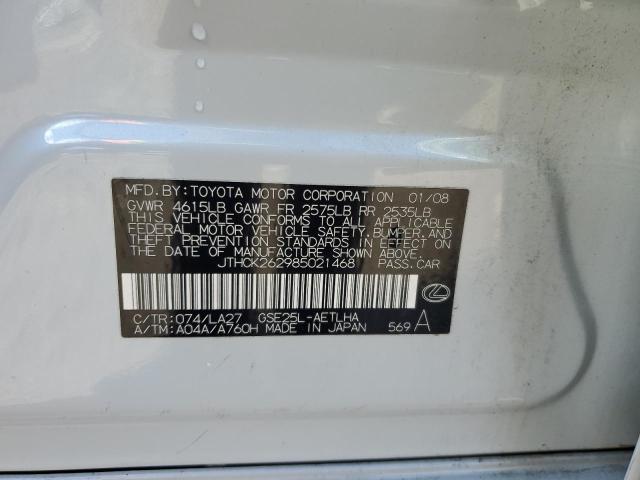 MFD. BY: TOYOTA MOTOR CORPORATION 01/08
GVWR 4615LB GAWR FR 2575LB RR 2535LB
THIS VEHICLE CONFORMS TO ALL APPLICABLE
FEDERAL MOTOR VEHICLE SAFETY, BUMPER, AND
THEFT PREVENTION STANDARDS IN EFFECT ON
THE DATE OF MANUFACTURE SHOWN ABOVE.
JTHCK262985021468 PASS. CAR
C/TR: 074/LA27 GSE25L-AETLHA
A/TM: A04A/A760H MADE IN JAPAN 569 A